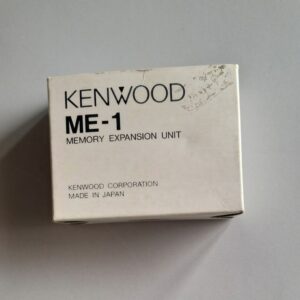 KENWOOD
ME-1
MEMORY EXPANSION UNIT
KENWOOD CORPORATION
MADE IN JAPAN